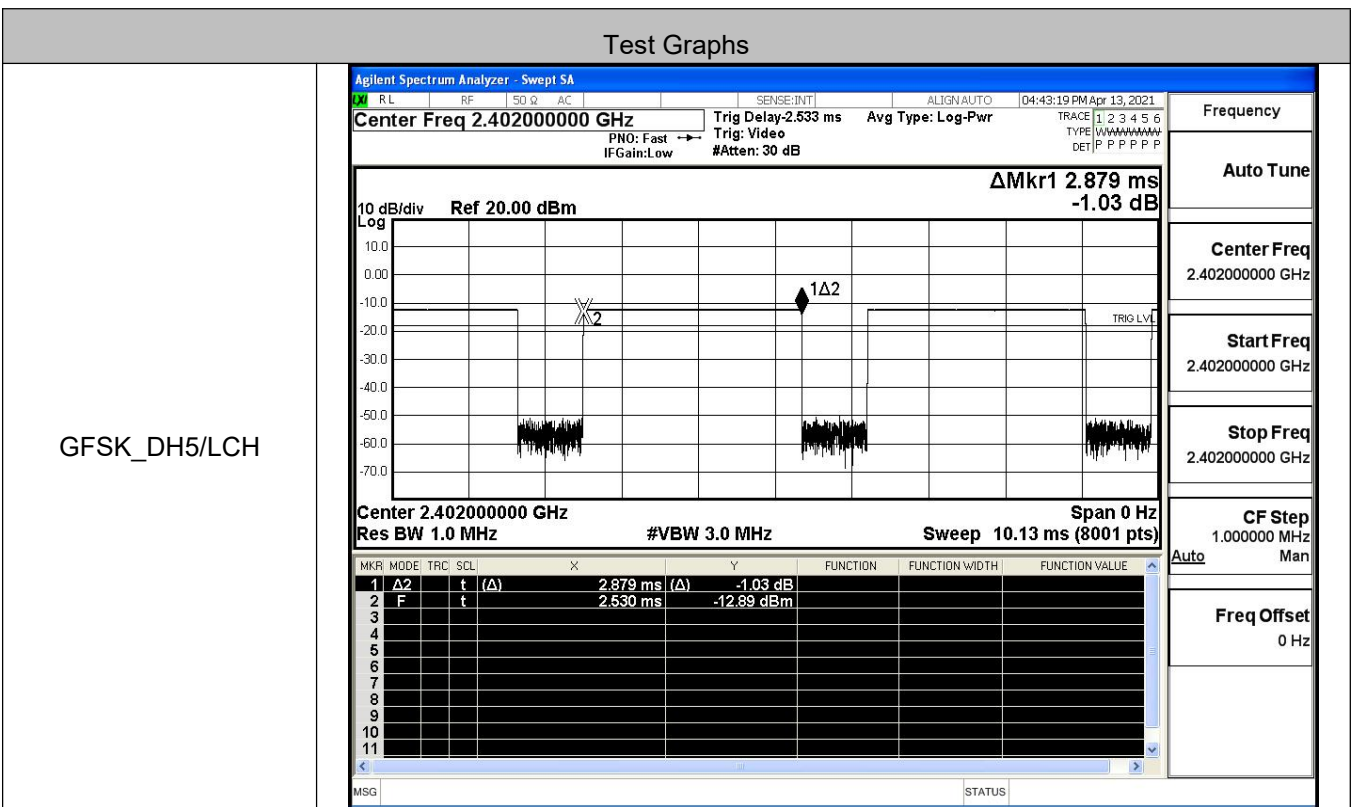 Test Graphs
GFSK_DH5/LCH
Agilent Spectrum Analyzer - Swept SA
LXI RL RF 50 Ω AC SENSE:INT ALIGNAUTO 04:43:19 PM Apr 13, 2021
Center Freq 2.402000000 GHz
PNO: Fast
IFGain:Low
Trig Delay-2.533 ms
Trig: Video
#Atten: 30 dB
Avg Type: Log-Pwr
TRACE 1 2 3 4 5 6
TYPE WWWWWW
DET P P P P P P
ΔMkr1 2.879 ms
-1.03 dB
10 dB/div Ref 20.00 dBm
Log
10.0
0.00
-10.0
-20.0
-30.0
-40.0
-50.0
-60.0
-70.0
1Δ2
2
TRIG LVL
Center 2.402000000 GHz Span 0 Hz
Res BW 1.0 MHz #VBW 3.0 MHz Sweep 10.13 ms (8001 pts)
MKR MODE TRC SCL X Y FUNCTION FUNCTION WIDTH FUNCTION VALUE
1 Δ2 t (Δ) 2.879 ms (Δ) -1.03 dB
2 F t 2.530 ms -12.89 dBm
3
4
5
6
7
8
9
10
11
MSG STATUS
Frequency
Auto Tune
Center Freq
2.402000000 GHz
Start Freq
2.402000000 GHz
Stop Freq
2.402000000 GHz
CF Step
1.000000 MHz
Auto Man
Freq Offset
0 Hz